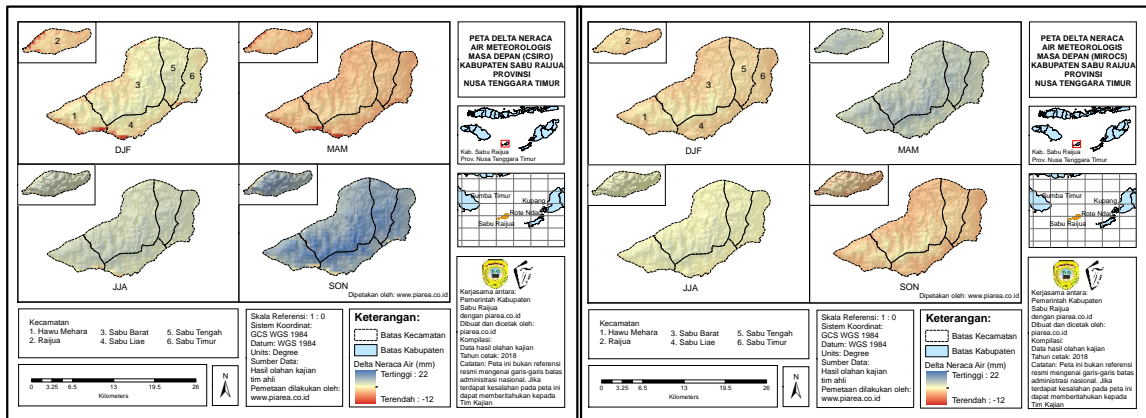 2
3
5
6
1
4
DJF
MAM
JJA
SON
Dipetakan oleh: www.piarea.co.id
PETA DELTA NERACA
AIR METEOROLOGIS
MASA DEPAN (CSIRO)
KABUPATEN SABU RAIJUA
PROVINSI
NUSA TENGGARA TIMUR
Kab. Sabu Raijua
Prov. Nusa Tenggara Timur
Sumba Timur
Kupang
Rote Ndao
Sabu Raijua
Kerjasama antara:
Pemerintah Kabupaten
Sabu Raijua
dengan piarea.co.id
Dibuat dan dicetak oleh:
piarea.co.id
Kompilasi:
Data hasil olahan kajian
Tahun cetak: 2018
Catatan: Peta ini bukan referensi
resmi mengenai garis-garis batas
administrasi nasional. Jika
terdapat kesalahan pada peta ini
dapat memberitahukan kepada
Tim Kajian
Kecamatan
1. Hawu Mehara 3. Sabu Barat 5. Sabu Tengah
2. Raijua 4. Sabu Liae 6. Sabu Timur
0 3.25 6.5 13 19.5 26
Kilometers
N
Skala Referensi: 1 : 0
Sistem Koordinat:
GCS WGS 1984
Datum: WGS 1984
Units: Degree
Sumber Data:
Hasil olahan kajian
tim ahli
Pemetaan dilakukan oleh:
www.piarea.co.id
Keterangan:
Batas Kecamatan
Batas Kabupaten
Delta Neraca Air (mm)
Tertinggi : 22
Terendah : -12
2
3
5
6
1
4
DJF
MAM
JJA
SON
Dipetakan oleh: www.piarea.co.id
PETA DELTA NERACA
AIR METEOROLOGIS
MASA DEPAN (MIROC5)
KABUPATEN SABU RAIJUA
PROVINSI
NUSA TENGGARA TIMUR
Kab. Sabu Raijua
Prov. Nusa Tenggara Timur
Sumba Timur
Kupang
Rote Ndao
Sabu Raijua
Kerjasama antara:
Pemerintah Kabupaten
Sabu Raijua
dengan piarea.co.id
Dibuat dan dicetak oleh:
piarea.co.id
Kompilasi:
Data hasil olahan kajian
Tahun cetak: 2018
Catatan: Peta ini bukan referensi
resmi mengenai garis-garis batas
administrasi nasional. Jika
terdapat kesalahan pada peta ini
dapat memberitahukan kepada
Tim Kajian
Kecamatan
1. Hawu Mehara 3. Sabu Barat 5. Sabu Tengah
2. Raijua 4. Sabu Liae 6. Sabu Timur
0 3.25 6.5 13 19.5 26
Kilometers
N
Skala Referensi: 1 : 0
Sistem Koordinat:
GCS WGS 1984
Datum: WGS 1984
Units: Degree
Sumber Data:
Hasil olahan kajian
tim ahli
Pemetaan dilakukan oleh:
www.piarea.co.id
Keterangan:
Batas Kecamatan
Batas Kabupaten
Delta Neraca Air (mm)
Tertinggi : 22
Terendah : -12